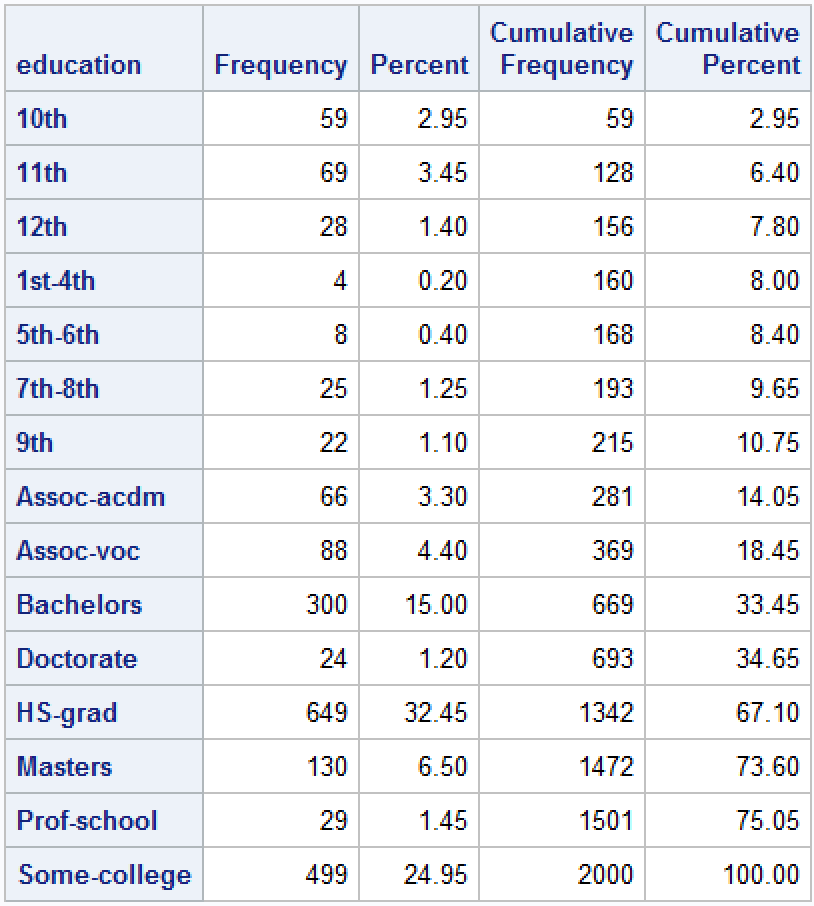 education Frequency Percent Cumulative Frequency Cumulative Percent
10th 59 2.95 59 2.95
11th 69 3.45 128 6.40
12th 28 1.40 156 7.80
1st-4th 4 0.20 160 8.00
5th-6th 8 0.40 168 8.40
7th-8th 25 1.25 193 9.65
9th 22 1.10 215 10.75
Assoc-acdm 66 3.30 281 14.05
Assoc-voc 88 4.40 369 18.45
Bachelors 300 15.00 669 33.45
Doctorate 24 1.20 693 34.65
HS-grad 649 32.45 1342 67.10
Masters 130 6.50 1472 73.60
Prof-school 29 1.45 1501 75.05
Some-college 499 24.95 2000 100.00